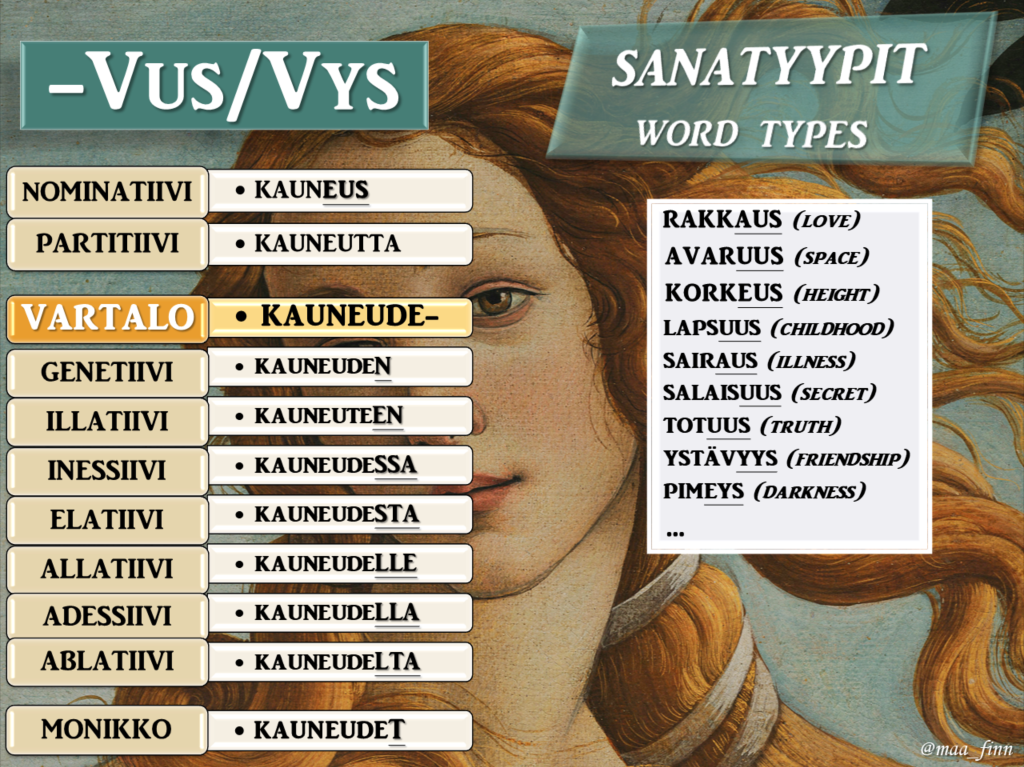 -VUS/VYS
SANATYYPIT
WORD TYPES
NOMINATIIVI
• KAUNEUS
PARTITIIVI
• KAUNEUTTA
VARTALO
• KAUNEUDE-
GENETIIVI
• KAUNEUDEN
ILLATIIVI
• KAUNEUTEEN
INESSIIVI
• KAUNEUDESSA
ELATIIVI
• KAUNEUDESTA
ALLATIIVI
• KAUNEUDELLE
ADESSIIVI
• KAUNEUDELLA
ABLATIIVI
• KAUNEUDELTA
MONIKKO
• KAUNEUDET
RAKKAUS (LOVE)
AVARUUS (SPACE)
KORKEUS (HEIGHT)
LAPSUUS (CHILDHOOD)
SAIRAUS (ILLNESS)
SALAISUUS (SECRET)
TOTUUS (TRUTH)
YSTÄVYYS (FRIENDSHIP)
PIMEYS (DARKNESS)
...
@maa_finn